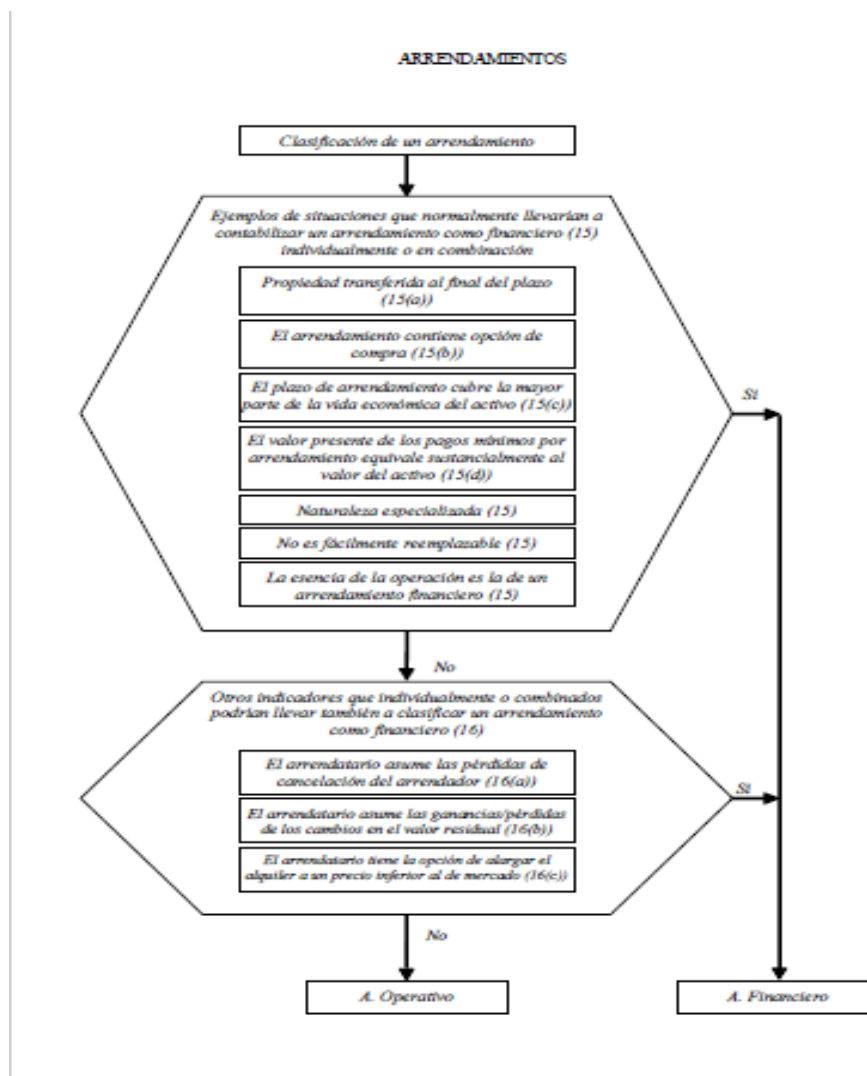 ARRENDAMIENTOS
Clasificación de un arrendamiento
Ejemplos de situaciones que normalmente llevarían a
contabilizar un arrendamiento como financiero (15)
individualmente o en combinación
Propiedad transferida al final del plazo
(15(a))
El arrendamiento contiene opción de
compra (15(b))
El plazo de arrendamiento cubre la mayor
parte de la vida económica del activo (15(c))
El valor presente de los pagos mínimos por
arrendamiento equivale sustancialmente al
valor del activo (15(d))
Naturaleza especializada (15)
No es fácilmente reemplazable (15)
La esencia de la operación es la de un
arrendamiento financiero (15)
Si
No
Otros indicadores que individualmente o combinados
podrían llevar también a clasificar un arrendamiento
como financiero (16)
El arrendatario asume las pérdidas de
cancelación del arrendador (16(a))
El arrendatario asume las ganancias/pérdidas
de los cambios en el valor residual (16(b))
El arrendatario tiene la opción de alargar el
alquiler a un precio inferior al de mercado (16(c))
Si
No
A. Operativo
A. Financiero